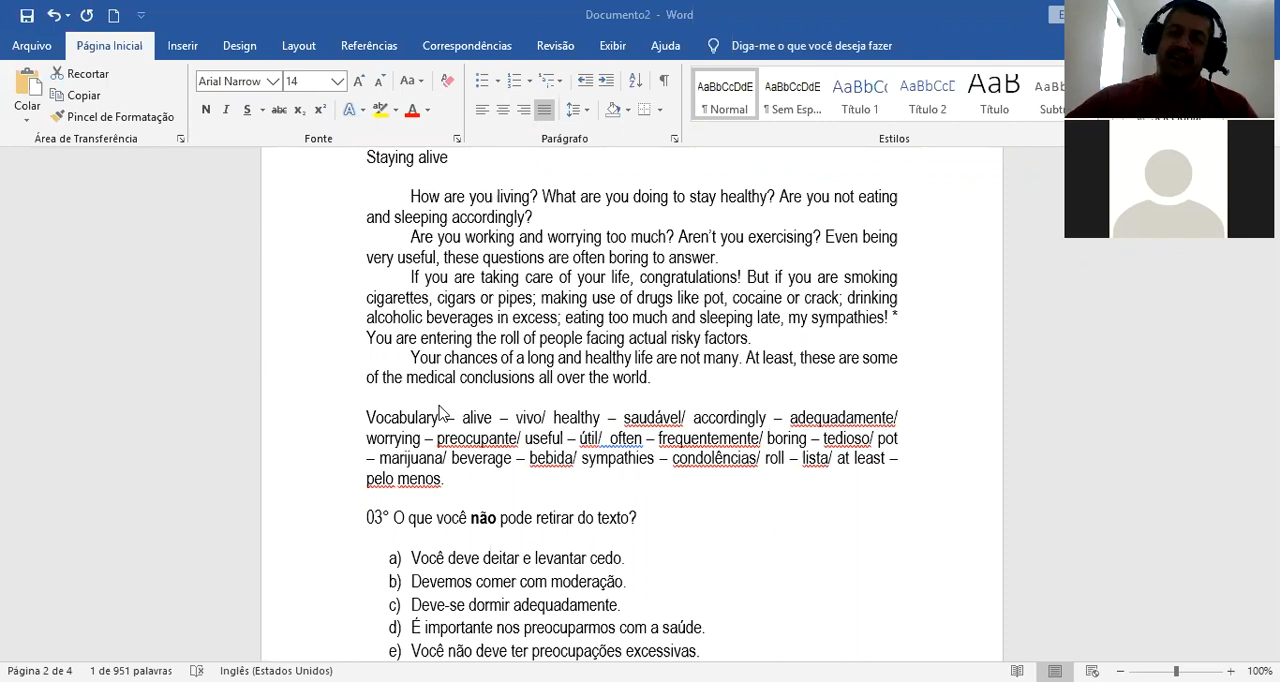 Documento2 - Word
Arquivo Página Inicial Inserir Design Layout Referências Correspondências Revisão Exibir Ajuda Diga-me o que você deseja fazer
Colar Recortar Copiar Pincel de Formatação
Arial Narrow 14 Aa
N I S abc x₂ x² A A
AaBbCcDd AaBbCcDd AaBbCc AaBbCcD AaB AaBbCcD
¶ Normal ¶ Sem Esp... Título 1 Título 2 Título Subt
Área de Transferência Fonte Parágrafo Estilos
Staying alive
How are you living? What are you doing to stay healthy? Are you not eating
and sleeping accordingly?
Are you working and worrying too much? Aren't you exercising? Even being
very useful, these questions are often boring to answer.
If you are taking care of your life, congratulations! But if you are smoking
cigarettes, cigars or pipes; making use of drugs like pot, cocaine or crack; drinking
alcoholic beverages in excess; eating too much and sleeping late, my sympathies! *
You are entering the roll of people facing actual risky factors.
Your chances of a long and healthy life are not many. At least, these are some
of the medical conclusions all over the world.
Vocabulary – alive – vivo/ healthy – saudável/ accordingly – adequadamente/
worrying – preocupante/ useful – útil/ often – frequentemente/ boring – tedioso/ pot
– marijuana/ beverage – bebida/ sympathies – condolências/ roll – lista/ at least –
pelo menos.
03° O que você não pode retirar do texto?
a) Você deve deitar e levantar cedo.
b) Devemos comer com moderação.
c) Deve-se dormir adequadamente.
d) É importante nos preocuparmos com a saúde.
e) Você não deve ter preocupações excessivas.
Página 2 de 4 1 de 951 palavras Inglês (Estados Unidos) 100%